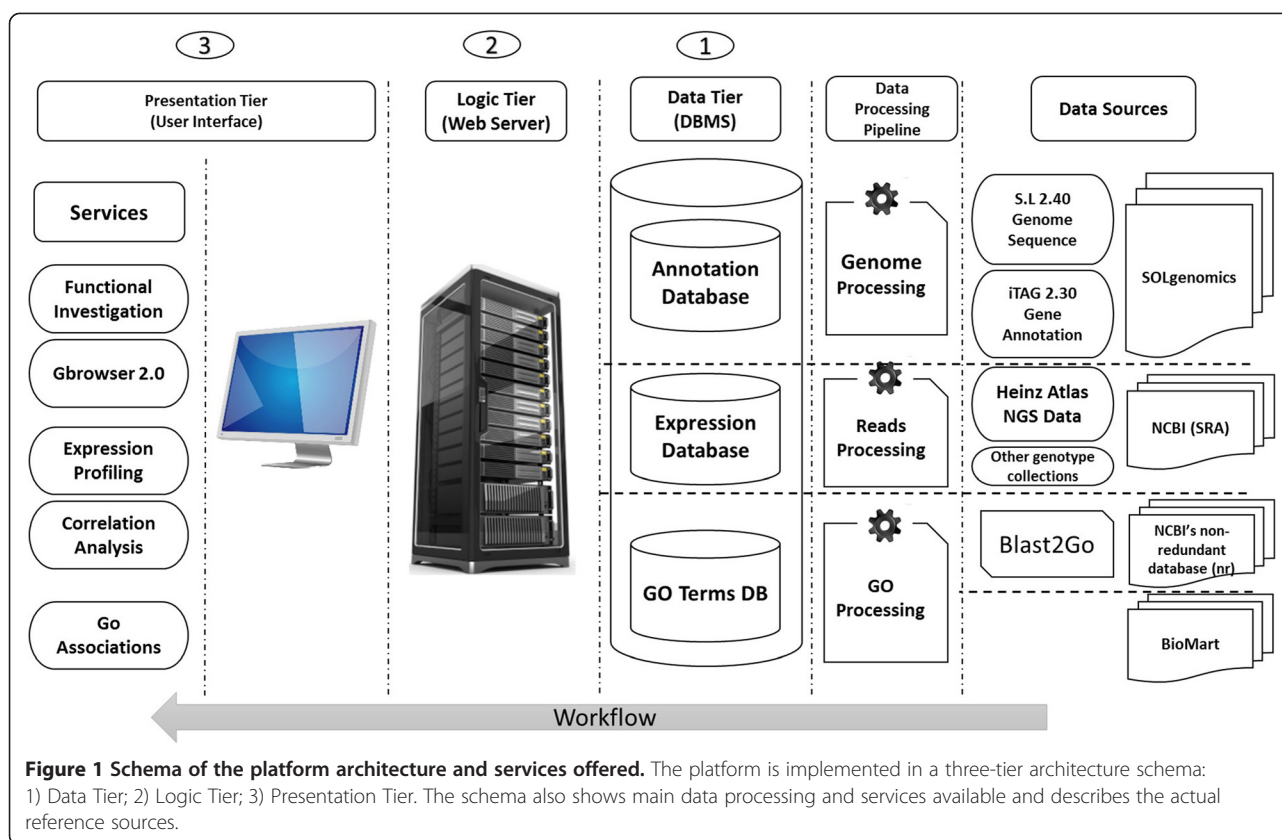 3
2
1
Presentation Tier
(User Interface)
Logic Tier
(Web Server)
Data Tier
(DBMS)
Data
Processing
Pipeline
Data Sources
Services
Functional
Investigation
Gbrowser 2.0
Expression
Profiling
Correlation
Analysis
Go
Associations
Annotation
Database
Expression
Database
GO Terms DB
Genome
Processing
Reads
Processing
GO
Processing
S.L 2.40
Genome
Sequence
iTAG 2.30
Gene
Annotation
Heinz Atlas
NGS Data
Other genotype
collections
Blast2Go
SOLgenomics
NCBI (SRA)
NCBI's non-
redundant
database (nr)
BioMart
Workflow
Figure 1 Schema of the platform architecture and services offered. The platform is implemented in a three-tier architecture schema:
1) Data Tier; 2) Logic Tier; 3) Presentation Tier. The schema also shows main data processing and services available and describes the actual
reference sources.